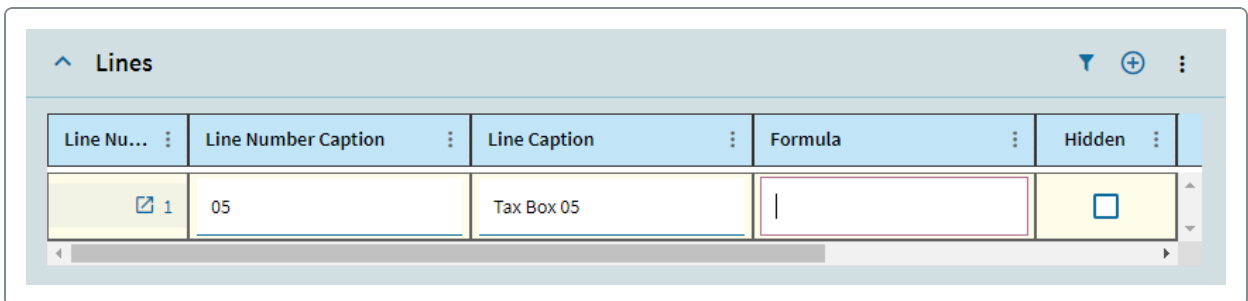 Lines
Line Nu... Line Number Caption Line Caption Formula Hidden
1 05 Tax Box 05